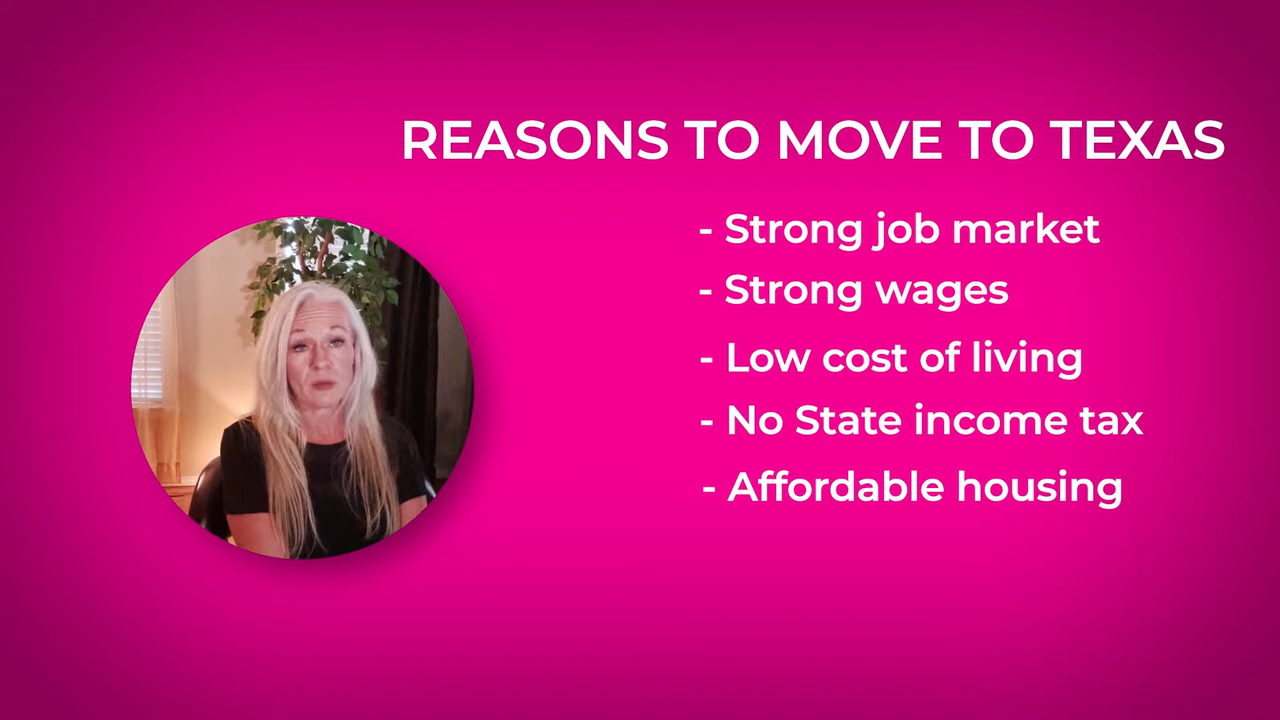 REASONS TO MOVE TO TEXAS
- Strong job market
- Strong wages
- Low cost of living
- No State income tax
- Affordable housing